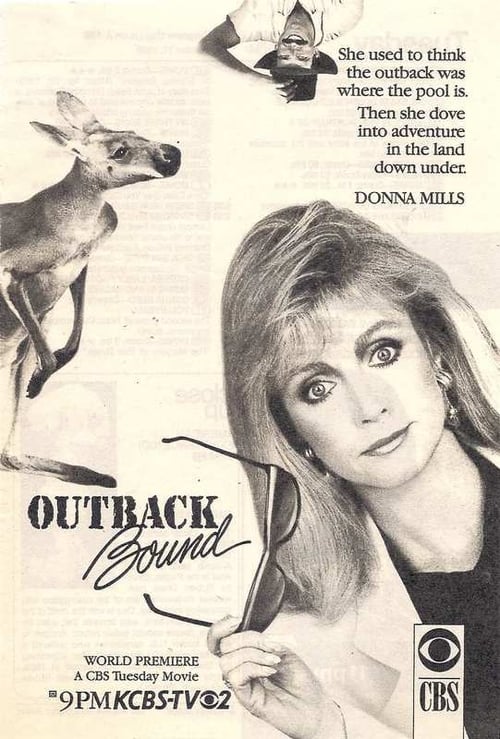 She used to think
the outback was
where the pool is.
Then she dove
into adventure
in the land
down under.
DONNA MILLS
OUTBACK
Bound
WORLD PREMIERE
A CBS Tuesday Movie
9PM KCBS-TV 2
CBS